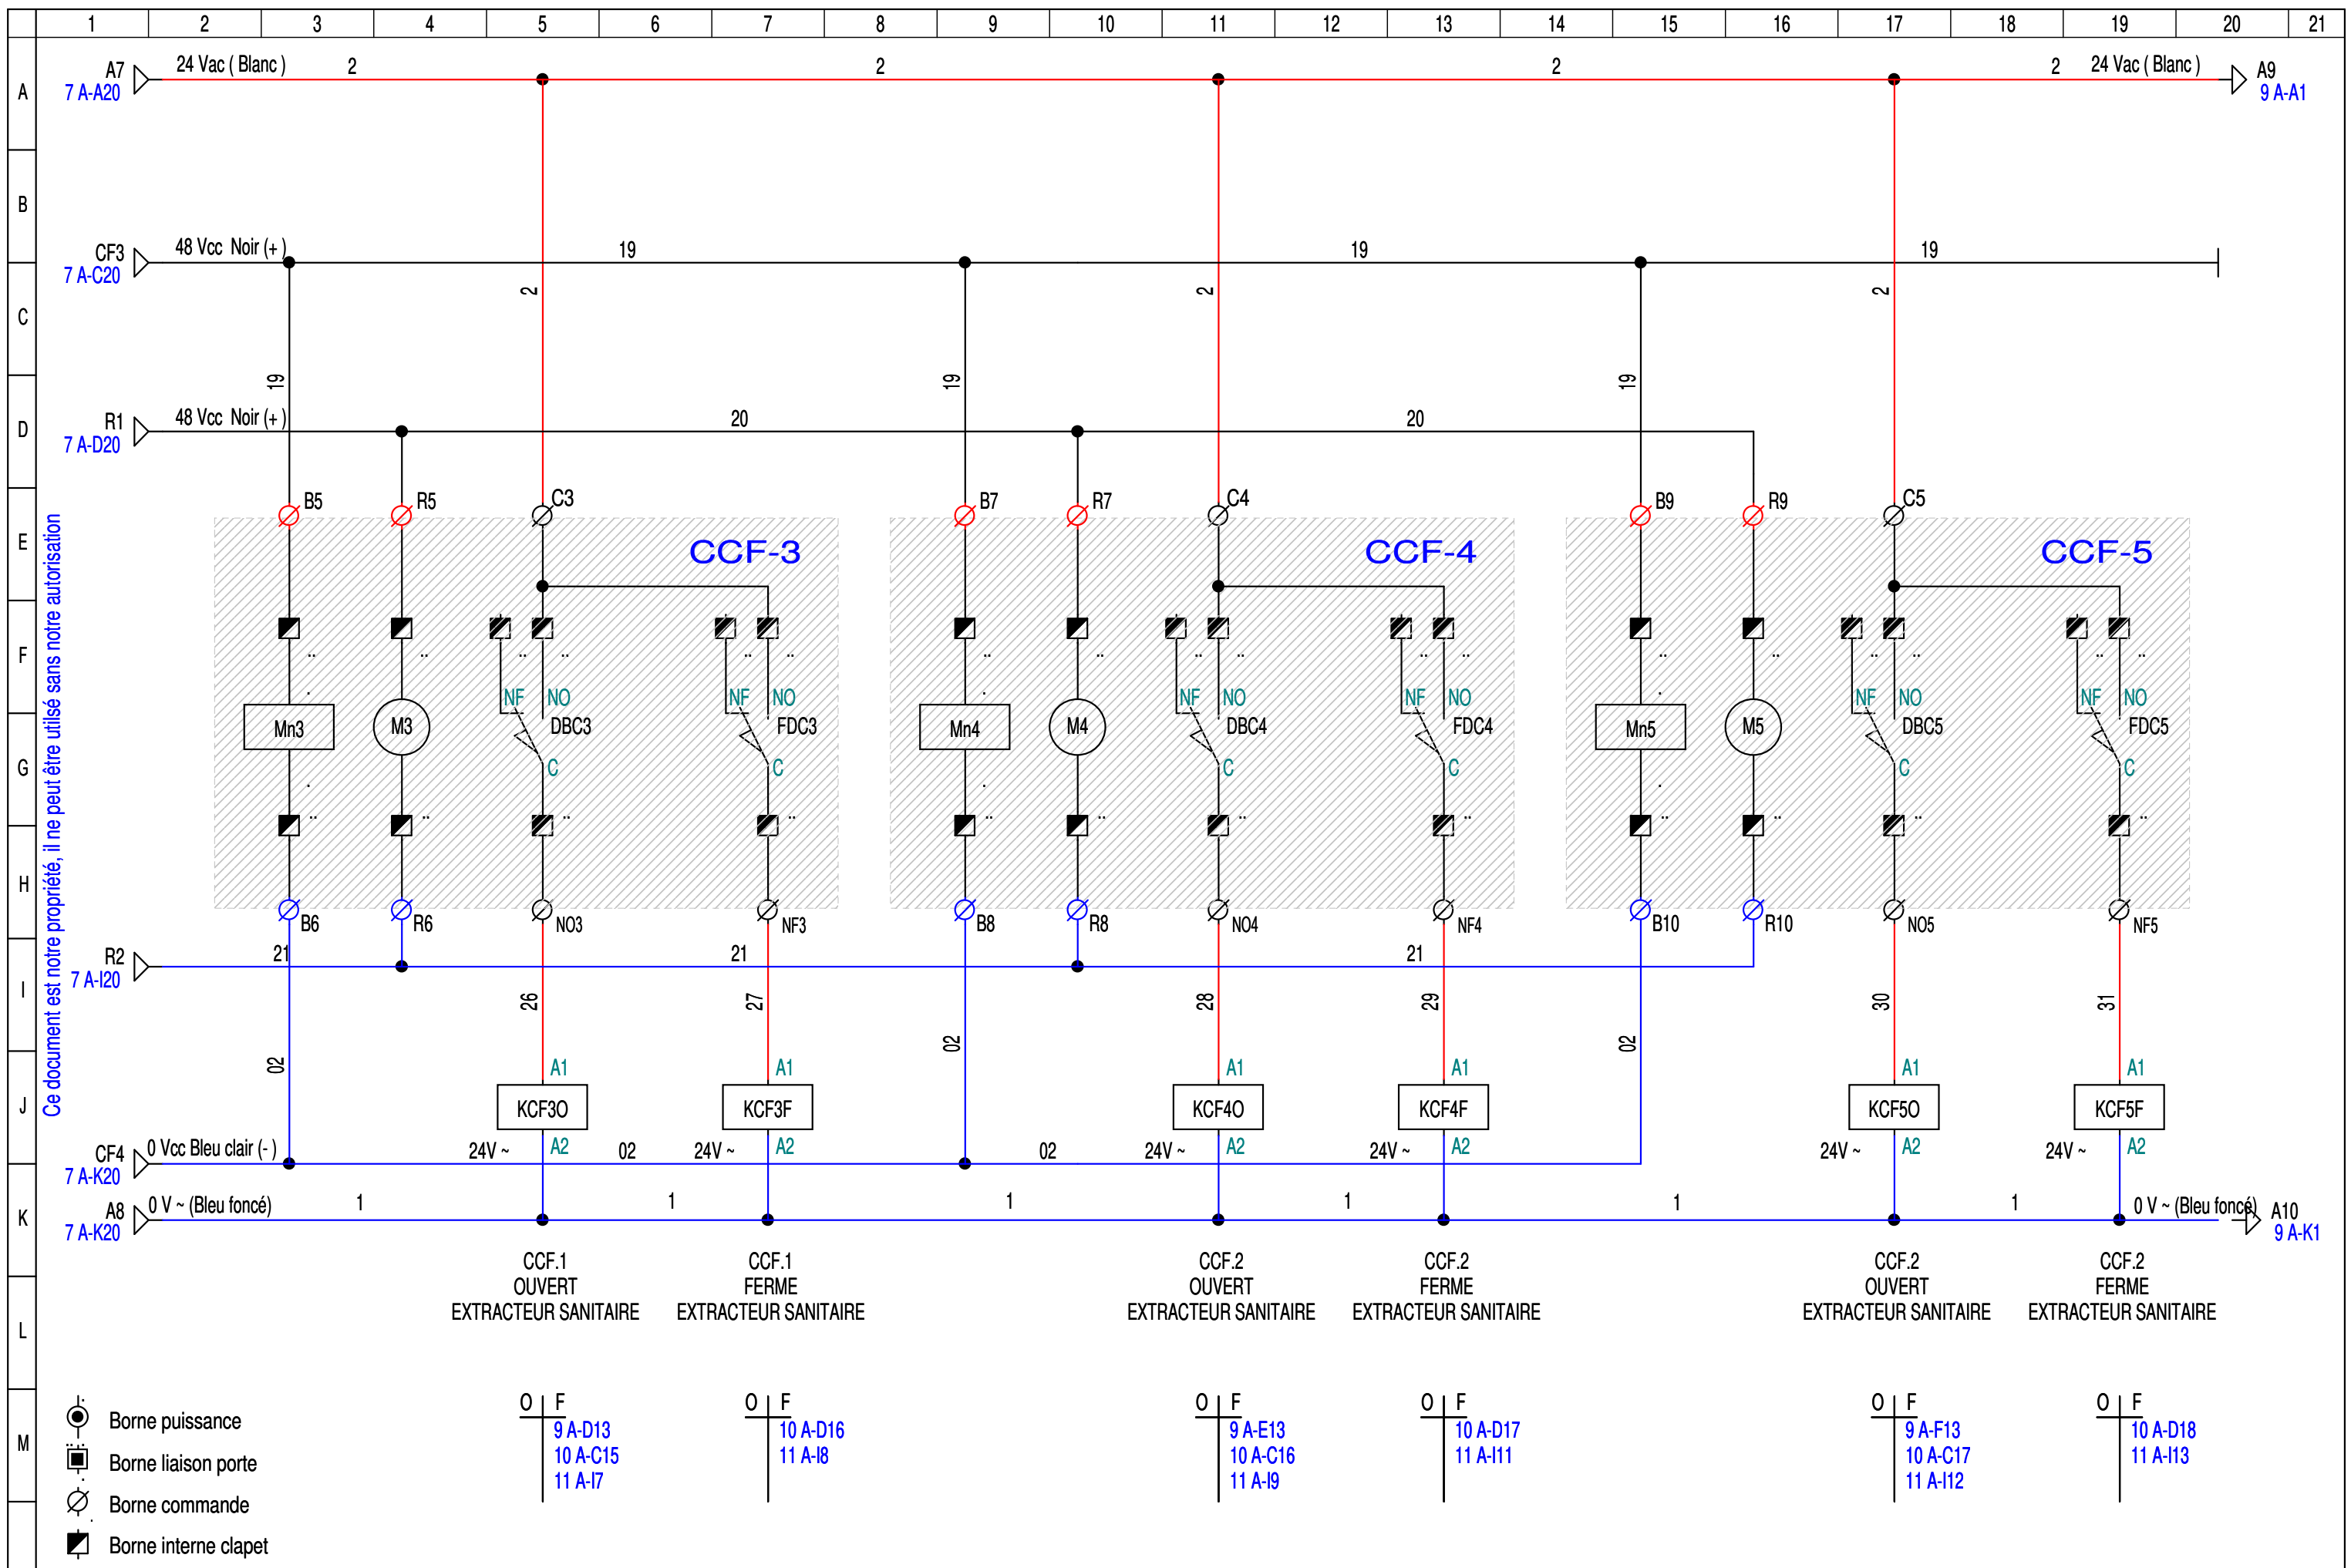 1 2 3 4 5 6 7 8 9 10 11 12 13 14 15 16 17 18 19 20 21
A
B
C
D
E
F
G
H
I
J
K
L
M
A7 24 Vac ( Blanc ) 2 2 2 2 24 Vac ( Blanc ) A9
7 A-A20 9 A-A1
CF3 48 Vcc Noir (+ ) 19 19 19
7 A-C20
2 2 2
19 19 19
R1 48 Vcc Noir (+ ) 20 20
7 A-D20
B5 R5 C3 B7 R7 C4 B9 R9 C5
CCF-3 CCF-4 CCF-5
NF NO NF NO NF NO NF NO NF NO NF NO
Mn3 M3 DBC3 FDC3 Mn4 M4 DBC4 FDC4 Mn5 M5 DBC5 FDC5
C C C C C C
B6 R6 NO3 NF3 B8 R8 NO4 NF4 B10 R10 NO5 NF5
R2 21 21 21
7 A-I20
26 27 28 29 30 31
02 02 02
A1 A1 A1 A1 A1 A1
KCF3O KCF3F KCF4O KCF4F KCF5O KCF5F
CF4 0 Vcc Bleu clair (- ) 24V ~ A2 02 24V ~ A2 02 24V ~ A2 24V ~ A2 24V ~ A2 24V ~ A2
7 A-K20
A8 0 V ~ (Bleu foncé) 1 1 1 1 1 1 0 V ~ (Bleu foncé) A10
7 A-K20 9 A-K1
CCF.1 CCF.1 CCF.2 CCF.2 CCF.2 CCF.2
OUVERT FERME OUVERT FERME OUVERT FERME
EXTRACTEUR SANITAIRE EXTRACTEUR SANITAIRE EXTRACTEUR SANITAIRE EXTRACTEUR SANITAIRE EXTRACTEUR SANITAIRE EXTRACTEUR SANITAIRE
O F O F O F O F O F O F
9 A-D13 10 A-D16 9 A-E13 10 A-D17 9 A-F13 10 A-D18
10 A-C15 11 A-I8 10 A-C16 11 A-I11 10 A-C17 11 A-I13
11 A-I7 11 A-I9 11 A-I12
Borne puissance
Borne liaison porte
Borne commande
Borne interne clapet
Ce document est notre propriété, il ne peut être utilsé sans notre autorisation